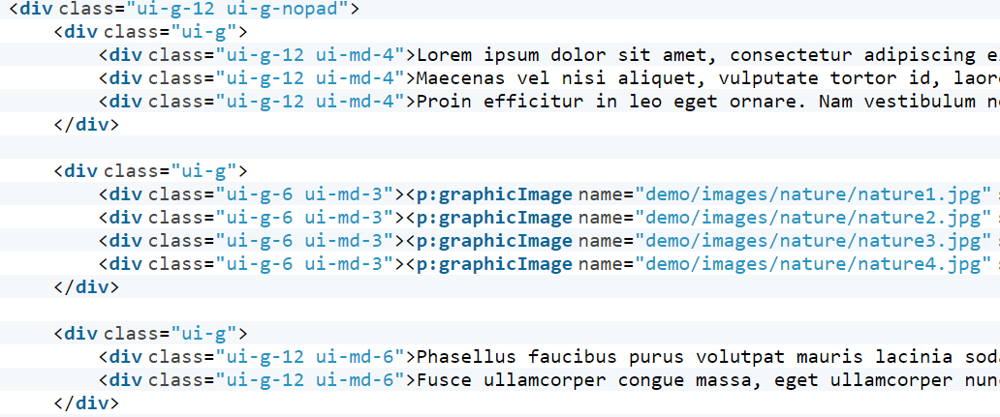 <div class="ui-g-12 ui-g-nopad">
    <div class="ui-g">
        <div class="ui-g-12 ui-md-4">Lorem ipsum dolor sit amet, consectetur adipiscing
        <div class="ui-g-12 ui-md-4">Maecenas vel nisi aliquet, vulputate tortor id,
        <div class="ui-g-12 ui-md-4">Proin efficitur in leo eget ornare. Nam vestibulum
    </div>
    <div class="ui-g">
        <div class="ui-g-6 ui-md-3"><p:graphicImage name="demo/images/nature/nature1.jpg"
        <div class="ui-g-6 ui-md-3"><p:graphicImage name="demo/images/nature/nature2.jpg"
        <div class="ui-g-6 ui-md-3"><p:graphicImage name="demo/images/nature/nature3.jpg"
        <div class="ui-g-6 ui-md-3"><p:graphicImage name="demo/images/nature/nature4.jpg"
    </div>
    <div class="ui-g">
        <div class="ui-g-12 ui-md-6">Phasellus faucibus purus volutpat mauris lacinia
        <div class="ui-g-12 ui-md-6">Fusce ullamcorper congue massa, eget ullamcorper
    </div>